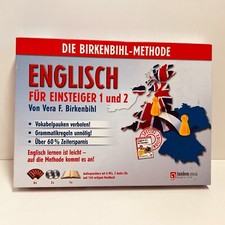 DIE BIRKENBIHL-METHODE
ENGLISCH
FÜR EINSTEIGER 1 und 2
Von Vera F. Birkenbihl
• Vokabelpauken verboten!
• Grammatikregeln unnötig!
• Über 60 % Zeitersparnis
Englisch lernen ist leicht –
auf die Methode kommt es an!